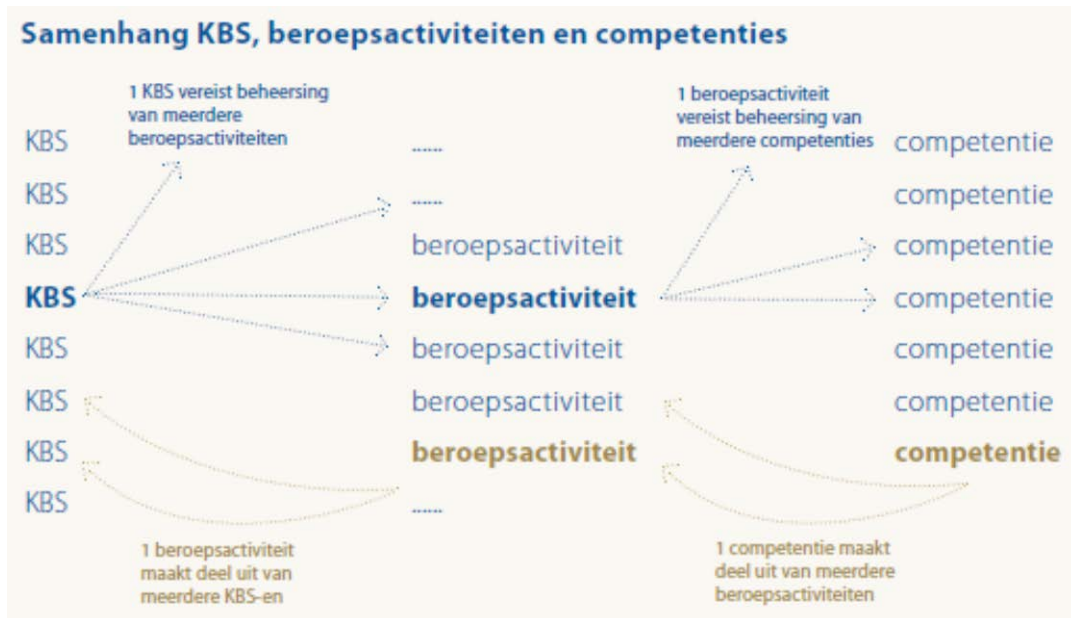 Samenhang KBS, beroepsactiviteiten en competenties
1 KBS vereist beheersing
van meerdere
beroepsactiviteiten
1 beroepsactiviteit
vereist beheersing van
meerdere competenties
KBS ...... competentie
KBS ...... competentie
KBS beroepsactiviteit competentie
KBS beroepsactiviteit competentie
KBS beroepsactiviteit competentie
KBS beroepsactiviteit competentie
KBS beroepsactiviteit competentie
KBS ......
1 beroepsactiviteit
maakt deel uit van
meerdere KBS-en
1 competentie maakt
deel uit van meerdere
beroepsactiviteiten